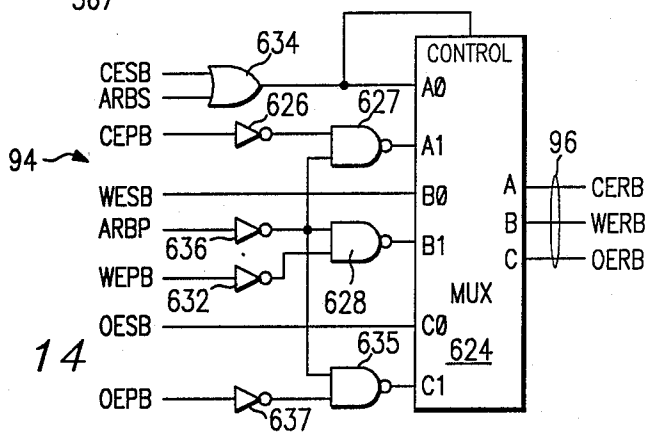 634
CONTROL
CESB
ARBS
A0
626
627
CEPB
A1
94
96
WESB
B0
A
CERB
ARBP
B
WERB
636
B1
C
OERB
WEPB
632
628
MUX
OESB
C0
14
635
624
C1
OEPB
637